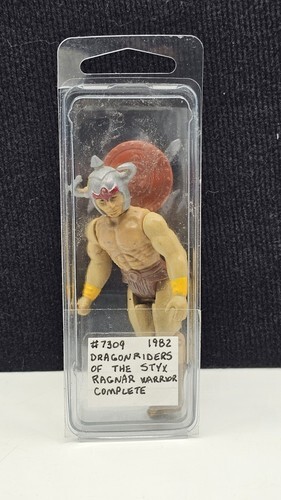 #7309 1982
DRAGONRIDERS
OF THE STYX
RAGNAR WARRIOR
COMPLETE